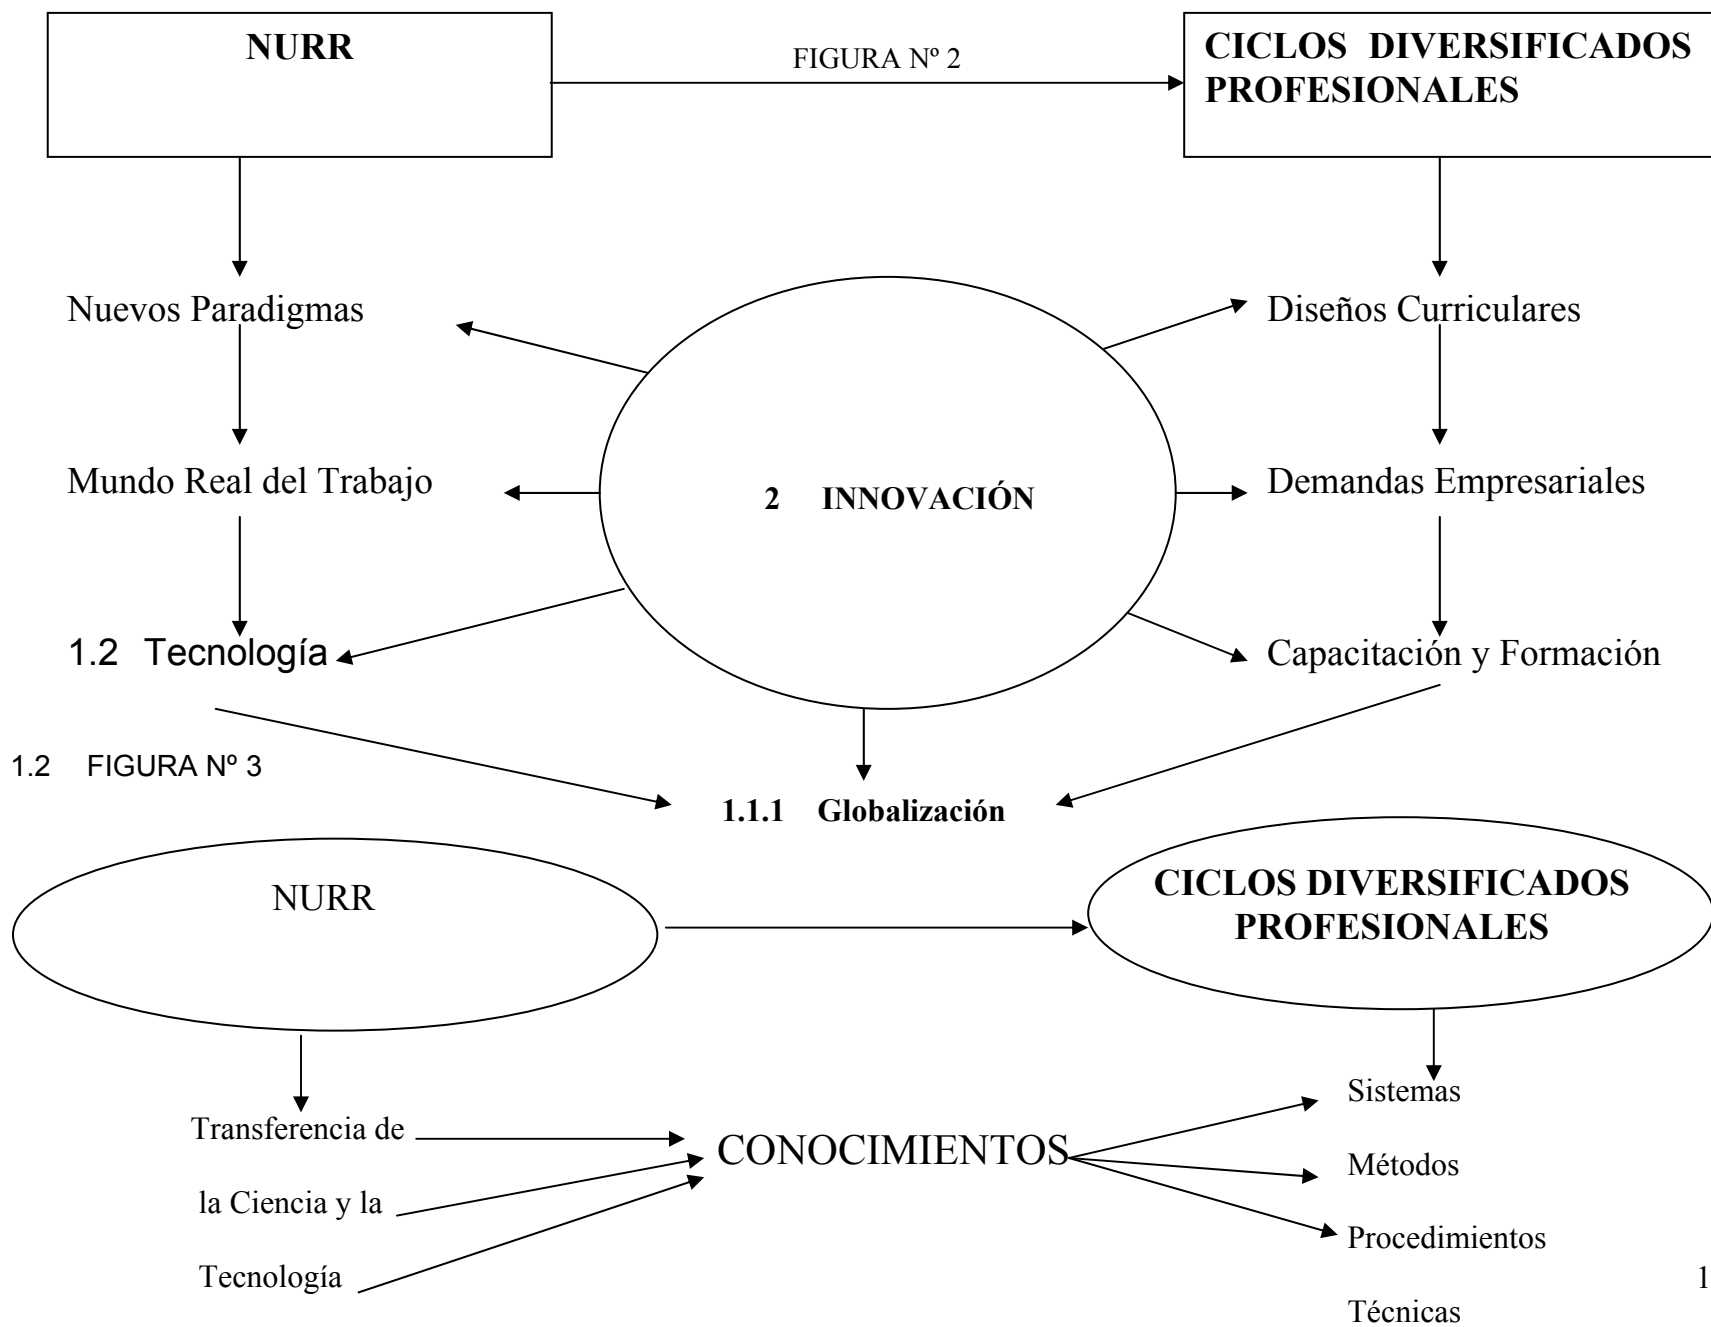 NURR
FIGURA Nº 2
CICLOS DIVERSIFICADOS
PROFESIONALES
Nuevos Paradigmas
Diseños Curriculares
Mundo Real del Trabajo
2 INNOVACIÓN
Demandas Empresariales
1.2 Tecnología
Capacitación y Formación
1.2 FIGURA Nº 3
1.1.1 Globalización
NURR
CICLOS DIVERSIFICADOS
PROFESIONALES
Transferencia de
la Ciencia y la
Tecnología
CONOCIMIENTOS
Sistemas
Métodos
Procedimientos
Técnicas
1